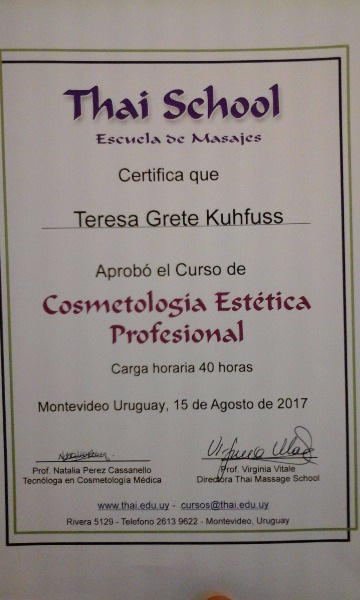 Thai School
Escuela de Masajes
Certifica que
Teresa Grete Kuhfuss
Aprobó el Curso de
Cosmetologia Estética
Profesional
Carga horaria 40 horas
Montevideo Uruguay, 15 de Agosto de 2017
Prof. Natalia Perez Cassanello
Tecnóloga en Cosmetología Médica
Virginia Vitale
Prof. Virginia Vitale
Directora Thai Massage School
www.thai.edu.uy - cursos@thai.edu.uy
Rivera 5129 - Telefono 2613 9622 - Montevideo, Uruguay